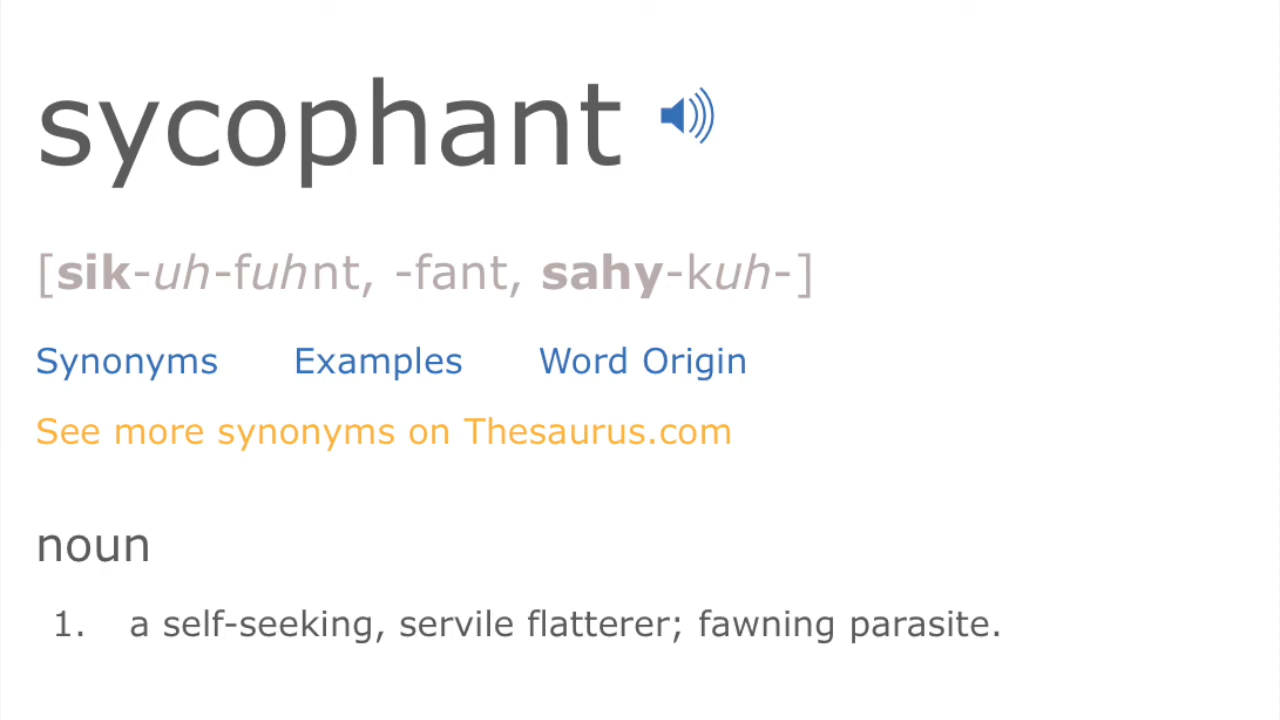 sycophant
[sik-uh-fuhnt, -fant, sahy-kuh-]
Synonyms Examples Word Origin
See more synonyms on Thesaurus.com
noun
1. a self-seeking, servile flatterer; fawning parasite.